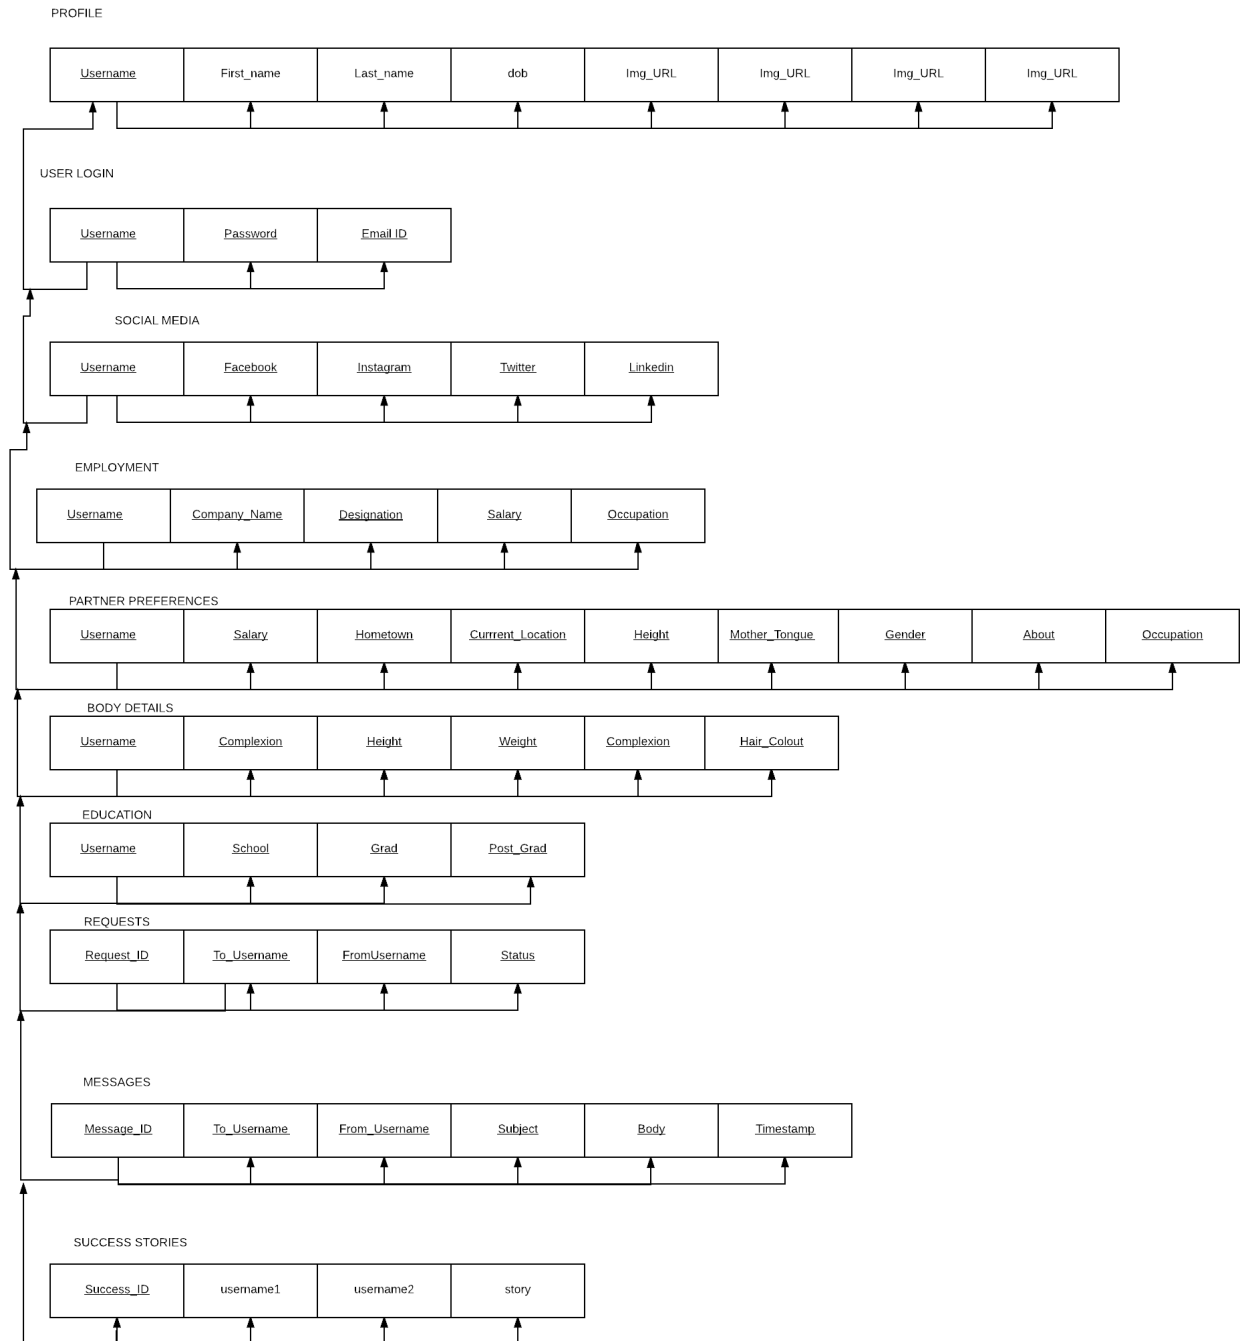 PROFILE
Username First_name Last_name dob Img_URL Img_URL Img_URL Img_URL
USER LOGIN
Username Password Email ID
SOCIAL MEDIA
Username Facebook Instagram Twitter Linkedin
EMPLOYMENT
Username Company_Name Designation Salary Occupation
PARTNER PREFERENCES
Username Salary Hometown Currrent_Location Height Mother_Tongue Gender About Occupation
BODY DETAILS
Username Complexion Height Weight Complexion Hair_Colout
EDUCATION
Username School Grad Post_Grad
REQUESTS
Request_ID To_Username FromUsername Status
MESSAGES
Message_ID To_Username From_Username Subject Body Timestamp
SUCCESS STORIES
Success_ID username1 username2 story